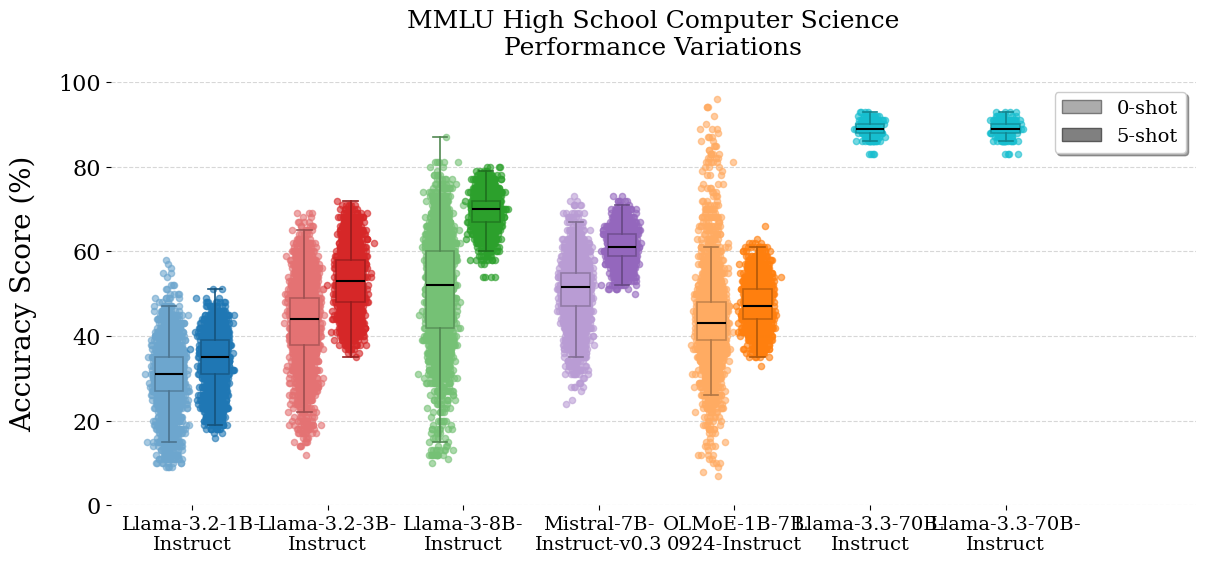 MMLU High School Computer Science
Performance Variations
Accuracy Score (%)
100
80
60
40
20
0
0-shot
5-shot
Llama-3.2-1B-
Instruct
Llama-3.2-3B-
Instruct
Llama-3-8B-
Instruct
Mistral-7B-
Instruct-v0.3
OLMoE-1B-7B-
0924-Instruct
Llama-3.3-70B-
Instruct
Llama-3.3-70B-
Instruct